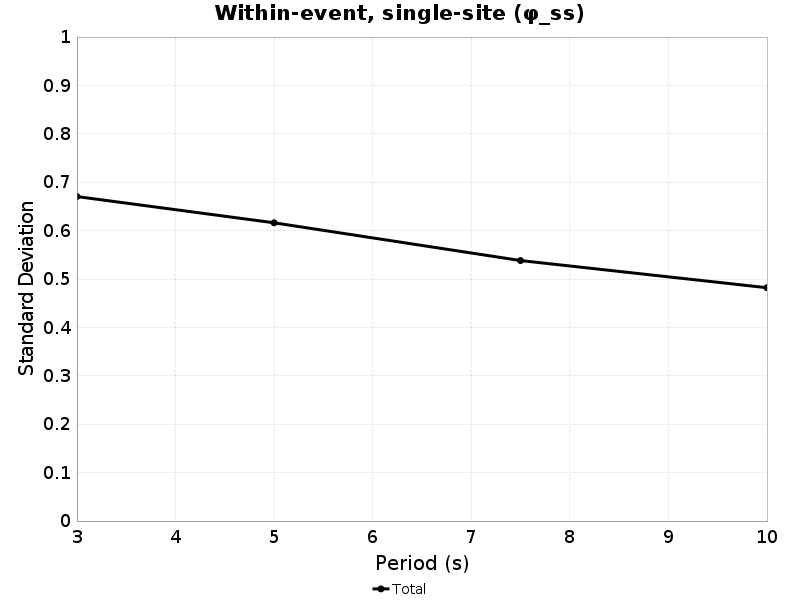 Within-event, single-site (φ_ss)
1
0.9
0.8
0.7
0.6
0.5
0.4
0.3
0.2
0.1
0
Standard Deviation
3 4 5 6 7 8 9 10
Period (s)
Total